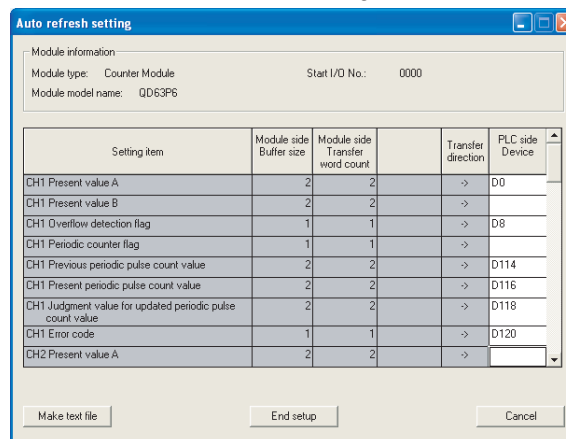 Auto refresh setting
Module information
Module type: Counter Module Start I/O No.: 0000
Module model name: QD63P6
Setting item Module side Buffer size Module side Transfer word count Transfer direction PLC side Device
CH1 Present value A 2 2 -> D0
CH1 Present value B 2 2 ->
CH1 Overflow detection flag 1 1 -> D8
CH1 Periodic counter flag 1 1 ->
CH1 Previous periodic pulse count value 2 2 -> D114
CH1 Present periodic pulse count value 2 2 -> D116
CH1 Judgment value for updated periodic pulse count value 2 2 -> D118
CH1 Error code 1 1 -> D120
CH2 Present value A 2 2 ->
Make text file End setup Cancel